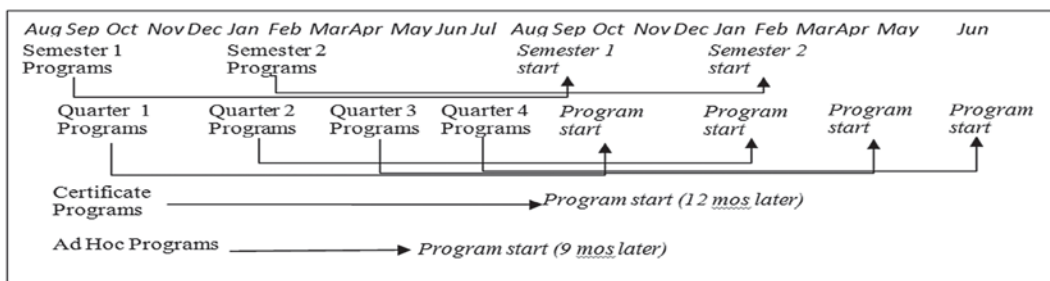 Aug Sep Oct Nov Dec Jan Feb Mar Apr May Jun Jul Aug Sep Oct Nov Dec Jan Feb Mar Apr May Jun
Semester 1 Semester 2 Semester 1 Semester 2
Programs Programs start start
Quarter 1 Quarter 2 Quarter 3 Quarter 4 Program Program Program Program
Programs Programs Programs Programs start start start start
Certificate
Programs Program start (12 mos later)
Ad Hoc Programs Program start (9 mos later)